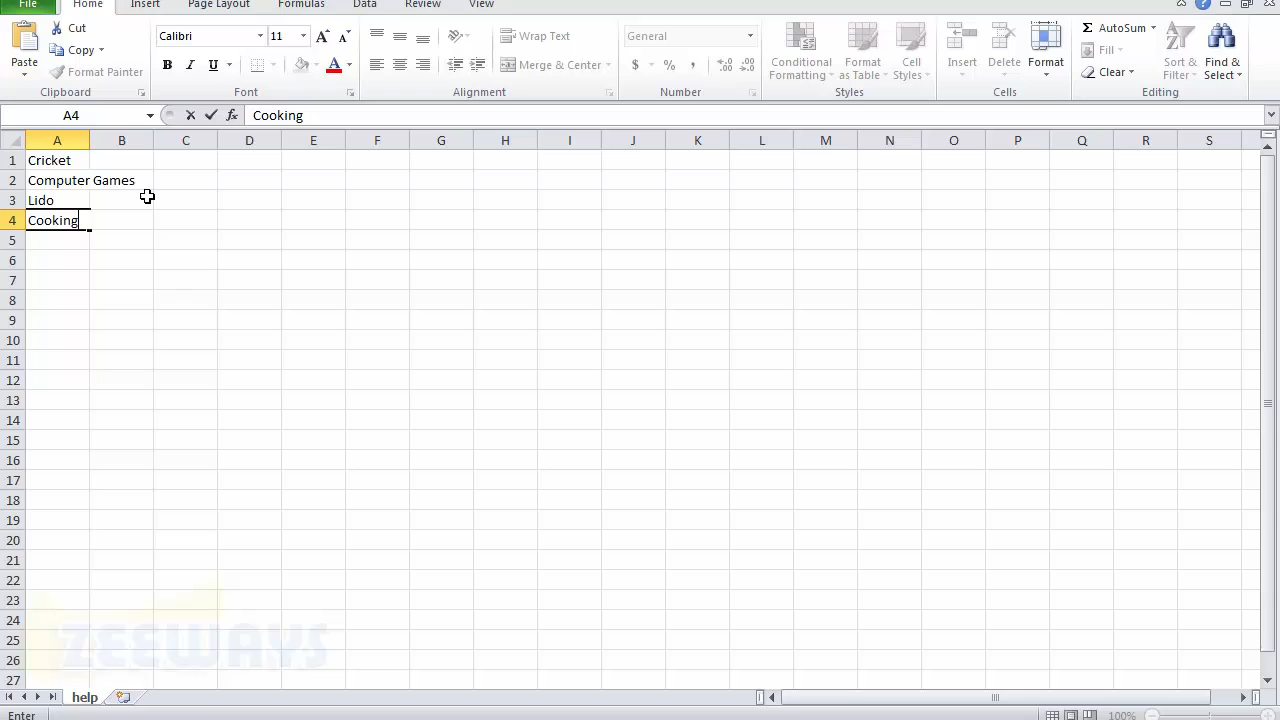 File Home Insert Page Layout Formulas Data Review View
Paste Cut Copy Format Painter Clipboard
Calibri 11 B I U A Font
Wrap Text Merge & Center Alignment
General $ % , Number
Conditional Formatting Format as Table Cell Styles Styles
Insert Delete Format Cells
AutoSum Fill Clear Sort & Filter Find & Select Editing
A4 fx Cooking
A B C D E F G H I J K L M N O P Q R S
1 Cricket
2 Computer Games
3 Lido
4 Cooking
5
6
7
8
9
10
11
12
13
14
15
16
17
18
19
20
21
22
23
24
25
26
27
ZEEWAYS
help
Enter 100%